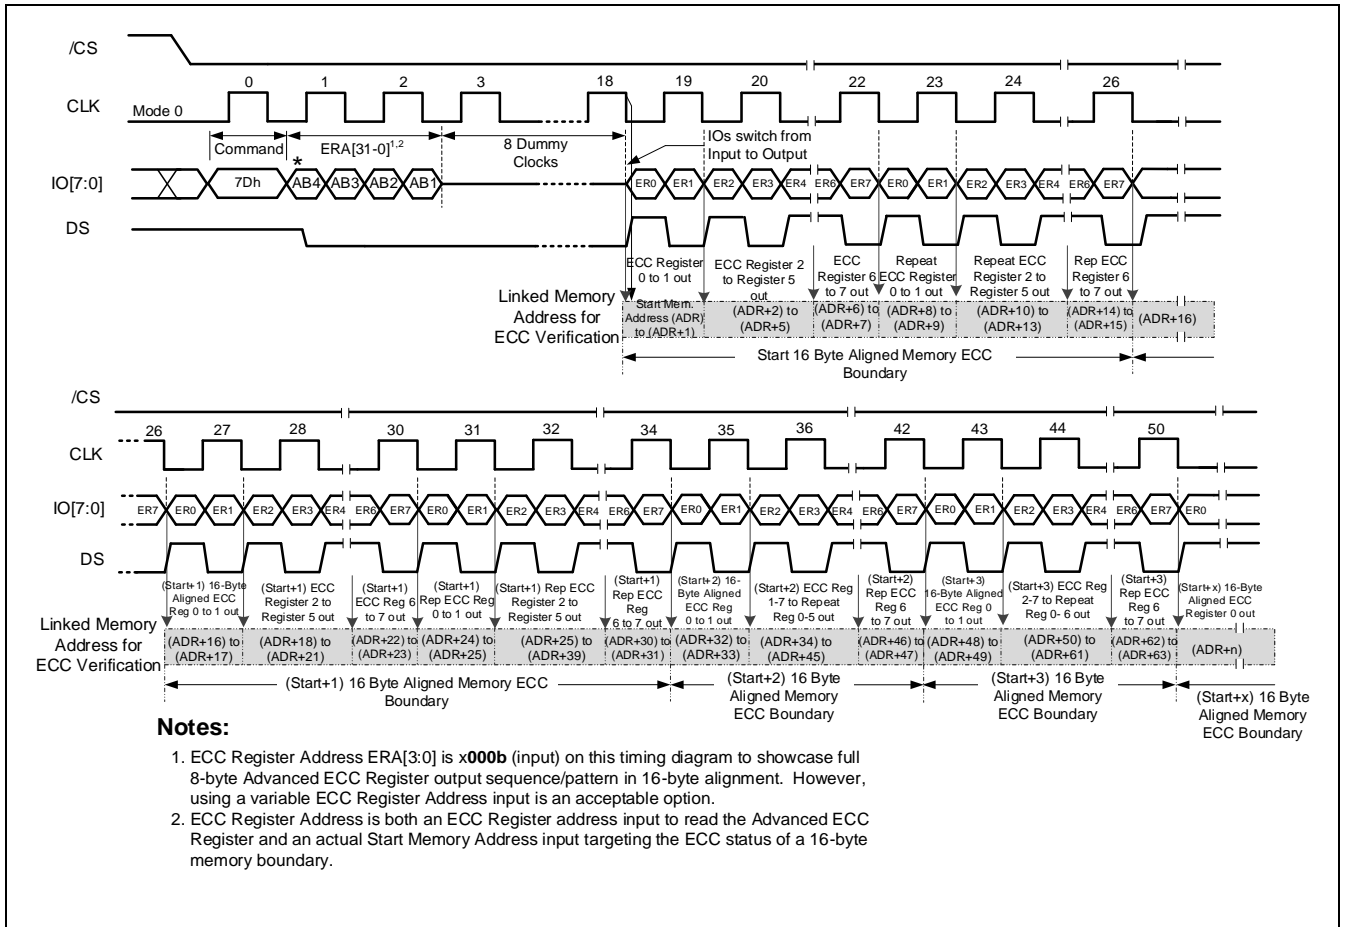 /CS
0 1 2 3 18 19 20 22 23 24 26
CLK
Mode 0
Command
ERA[31-0]1,2
8 Dummy
Clocks
IOs switch from
Input to Output
*
IO[7:0]
7Dh AB4 AB3 AB2 AB1 ER0 ER1 ER2 ER3 ER4 ER6 ER7 ER0 ER1 ER2 ER3 ER4 ER6 ER7
DS
ECC Register
0 to 1 out
ECC Register 2
to Register 5
out
ECC
Register 6
to 7 out
Repeat
ECC Register
0 to 1 out
Repeat ECC
Register 2 to
Register 5 out
Rep ECC
Register 6
to 7 out
Linked Memory
Address for
ECC Verification
Start Mem.
Address (ADR)
to (ADR+1)
(ADR+2) to
(ADR+5)
(ADR+6) to
(ADR+7)
(ADR+8) to
(ADR+9)
(ADR+10) to
(ADR+13)
(ADR+14) to
(ADR+15)
(ADR+16)
Start 16 Byte Aligned Memory ECC
Boundary
/CS
26 27 28 30 31 32 34 35 36 42 43 44 50
CLK
IO[7:0]
ER7 ER0 ER1 ER2 ER3 ER4 ER6 ER7 ER0 ER1 ER2 ER3 ER4 ER6 ER7 ER0 ER1 ER2 ER3 ER4 ER6 ER7 ER0 ER1 ER2 ER3 ER4 ER6 ER7 ER0
DS
(Start+1) 16-Byte
Aligned ECC
Reg 0 to 1 out
(Start+1) ECC
Register 2 to
Register 5 out
(Start+1)
ECC Reg 6
to 7 out
(Start+1)
Rep ECC Reg
0 to 1 out
(Start+1) Rep ECC
Register 2 to
Register 5 out
(Start+1)
Rep ECC
Reg
6 to 7 out
(Start+2) 16-
Byte Aligned
ECC Reg
0 to 1 out
(Start+2) ECC Reg
1-7 to Repeat
Reg 0-5 out
(Start+2)
Rep ECC
Reg 6
to 7 out
(Start+3)
16-Byte Aligned
ECC Reg 0
to 1 out
(Start+3) ECC Reg
2-7 to Repeat
Reg 0- 6 out
(Start+3)
Rep ECC
Reg 6
to 7 out
(Start+x) 16-Byte
Aligned ECC
Register 0 out
Linked Memory
Address for
ECC Verification
(ADR+16) to
(ADR+17)
(ADR+18) to
(ADR+21)
(ADR+22) to
(ADR+23)
(ADR+24) to
(ADR+25)
(ADR+25) to
(ADR+39)
(ADR+30) to
(ADR+31)
(ADR+32) to
(ADR+33)
(ADR+34) to
(ADR+45)
(ADR+46) to
(ADR+47)
(ADR+48) to
(ADR+49)
(ADR+50) to
(ADR+61)
(ADR+62) to
(ADR+63)
(ADR+n)
(Start+1) 16 Byte Aligned Memory ECC
Boundary
(Start+2) 16 Byte
Aligned Memory
ECC Boundary
(Start+3) 16 Byte
Aligned Memory
ECC Boundary
(Start+x) 16 Byte
Aligned Memory
ECC Boundary
Notes:
1. ECC Register Address ERA[3:0] is x000b (input) on this timing diagram to showcase full
8-byte Advanced ECC Register output sequence/pattern in 16-byte alignment. However,
using a variable ECC Register Address input is an acceptable option.
2. ECC Register Address is both an ECC Register address input to read the Advanced ECC
Register and an actual Start Memory Address input targeting the ECC status of a 16-byte
memory boundary.